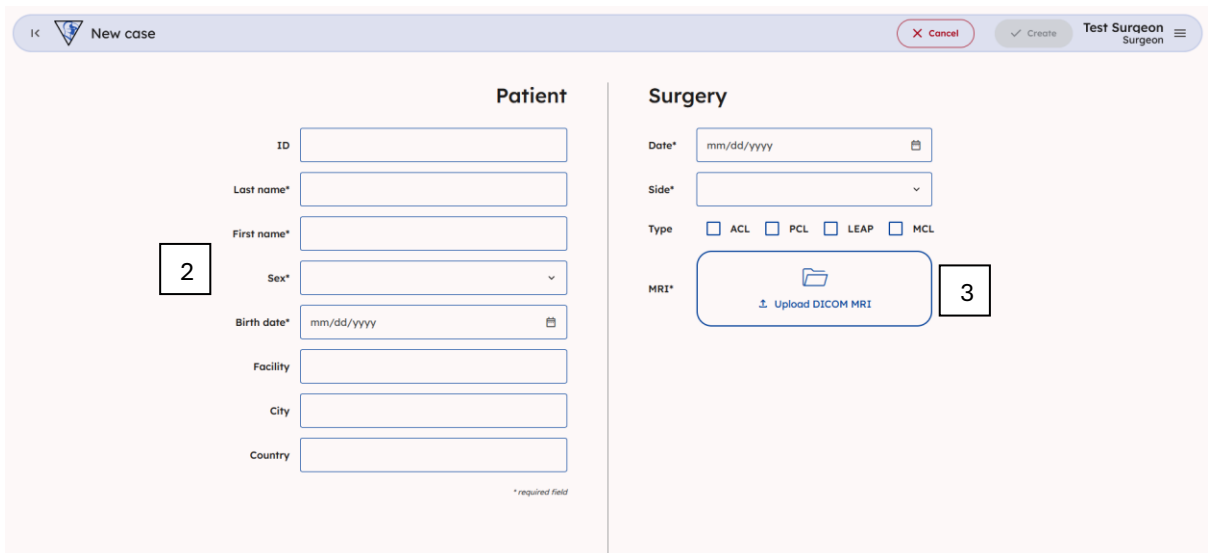 New case
Cancel
Create
Test Surgeon
Surgeon
Patient
ID
Last name*
First name*
2
Sex*
Birth date* mm/dd/yyyy
Facility
City
Country
* required field
Surgery
Date* mm/dd/yyyy
Side*
Type ACL PCL LEAP MCL
MRI*
Upload DICOM MRI
3